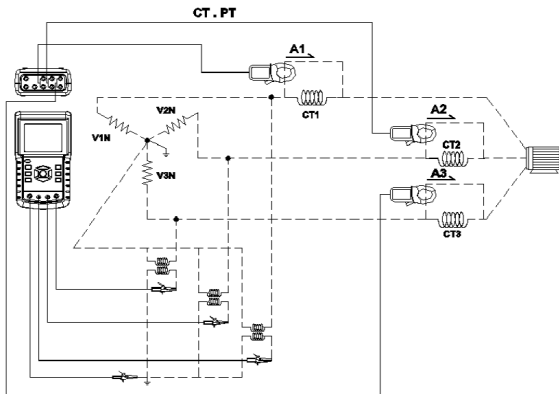 CT . PT
A1
V2N
V1N
CT1
A2
CT2
V3N
A3
CT3